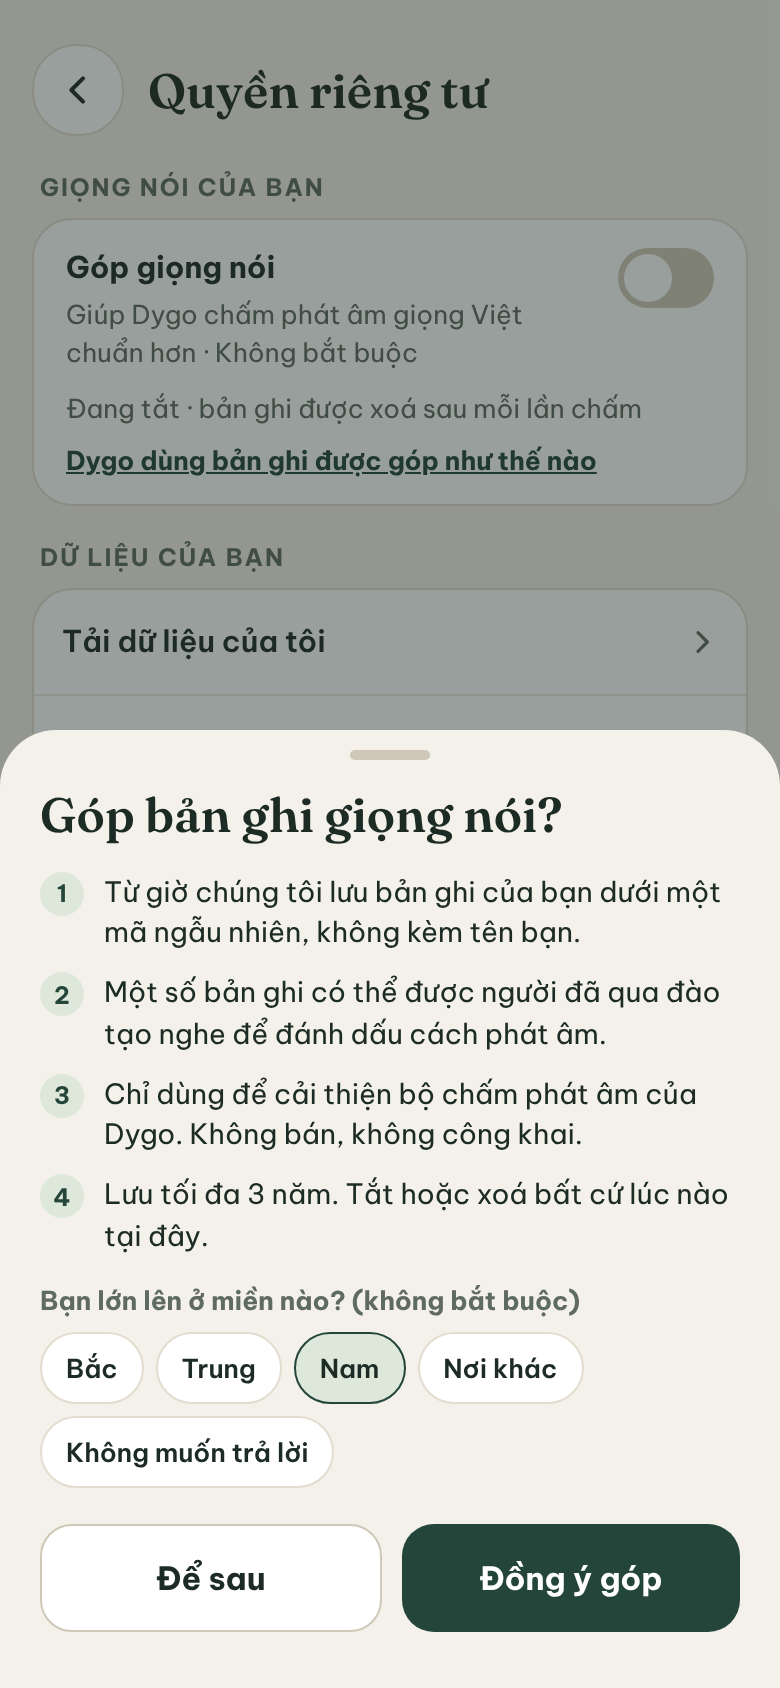 Quyền riêng tư
GIỌNG NÓI CỦA BẠN
Góp giọng nói
Giúp Dygo chấm phát âm giọng Việt
chuẩn hơn · Không bắt buộc
Đang tắt · bản ghi được xoá sau mỗi lần chấm
Dygo dùng bản ghi được góp như thế nào
DỮ LIỆU CỦA BẠN
Tải dữ liệu của tôi
Góp bản ghi giọng nói?
1 Từ giờ chúng tôi lưu bản ghi của bạn dưới một
mã ngẫu nhiên, không kèm tên bạn.
2 Một số bản ghi có thể được người đã qua đào
tạo nghe để đánh dấu cách phát âm.
3 Chỉ dùng để cải thiện bộ chấm phát âm của
Dygo. Không bán, không công khai.
4 Lưu tối đa 3 năm. Tắt hoặc xoá bất cứ lúc nào
tại đây.
Bạn lớn lên ở miền nào? (không bắt buộc)
Bắc Trung Nam Nơi khác
Không muốn trả lời
Để sau Đồng ý góp